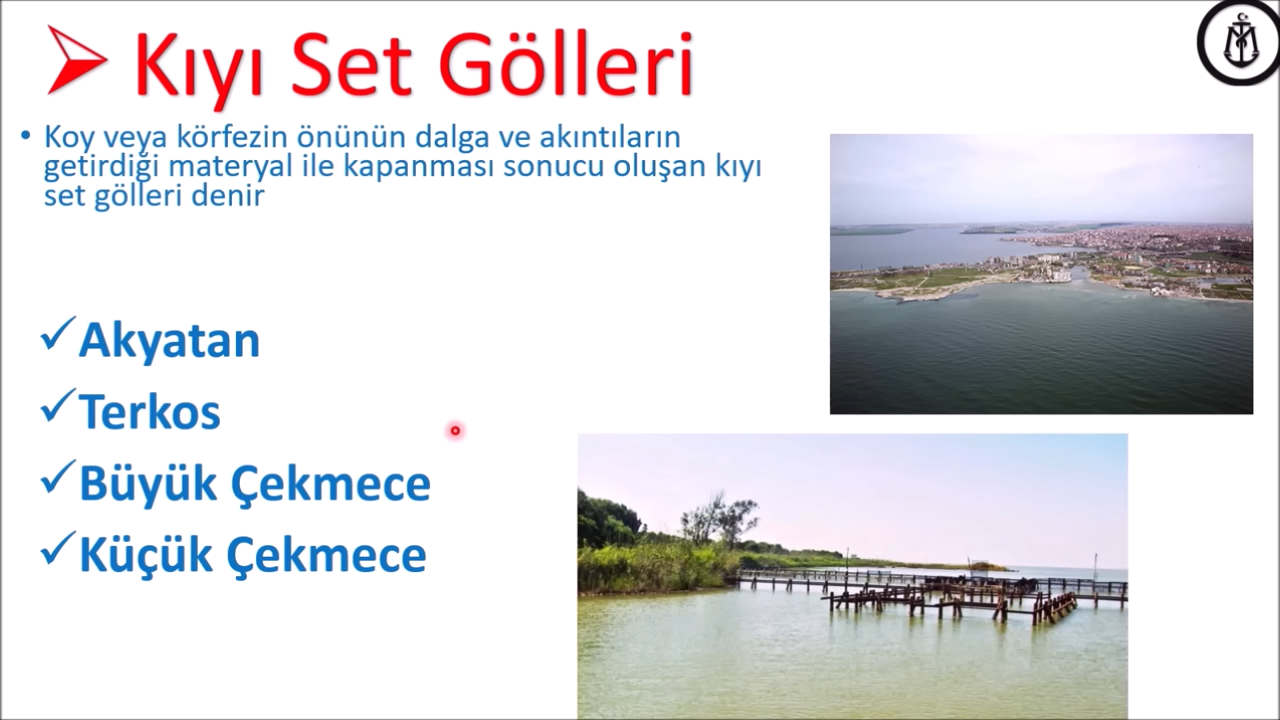 Kıyı Set Gölleri
• Koy veya körfezin önünün dalga ve akıntıların
getirdiği materyal ile kapanması sonucu oluşan kıyı
set gölleri denir
✓Akyatan
✓Terkos
✓Büyük Çekmece
✓Küçük Çekmece